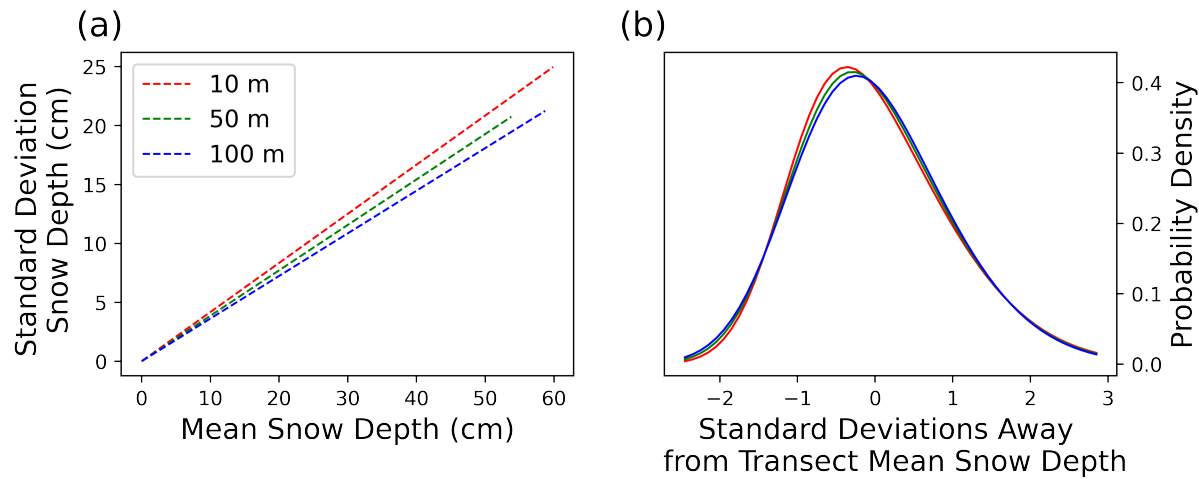 (a)
Standard Deviation
Snow Depth (cm)
25
20
15
10
5
0
10 m
50 m
100 m
0 10 20 30 40 50 60
Mean Snow Depth (cm)
(b)
0.4
0.3
0.2
0.1
0.0
Probability Density
−2 −1 0 1 2 3
Standard Deviations Away
from Transect Mean Snow Depth